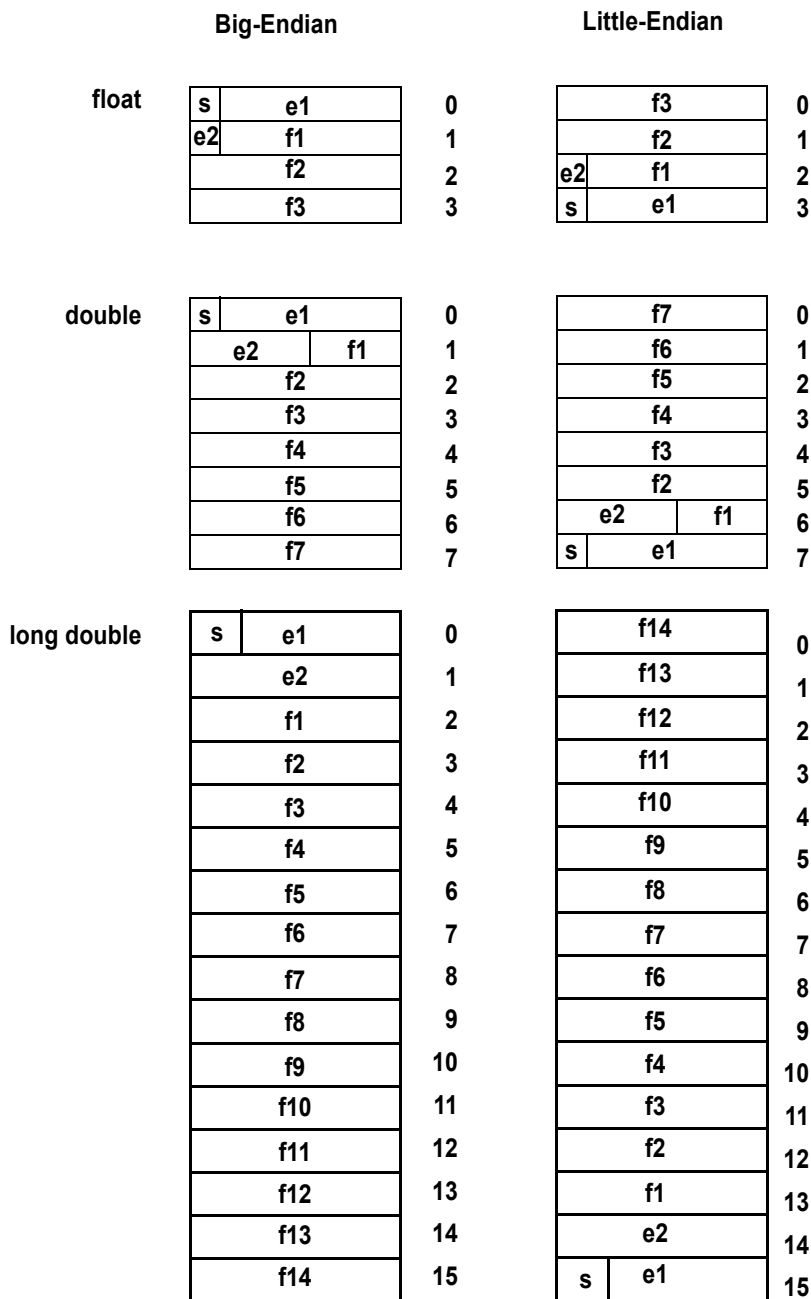 Big-Endian Little-Endian
float s e1 0 f3 0
e2 f1 1 f2 1
f2 2 e2 f1 2
f3 3 s e1 3
double s e1 0 f7 0
e2 f1 1 f6 1
f2 2 f5 2
f3 3 f4 3
f4 4 f3 4
f5 5 f2 5
f6 6 e2 f1 6
f7 7 s e1 7
long double s e1 0 f14 0
e2 1 f13 1
f1 2 f12 2
f2 3 f11 3
f3 4 f10 4
f4 5 f9 5
f5 6 f8 6
f6 7 f7 7
f7 8 f6 8
f8 9 f5 9
f9 10 f4 10
f10 11 f3 11
f11 12 f2 12
f12 13 f1 13
f13 14 e2 14
f14 15 s e1 15